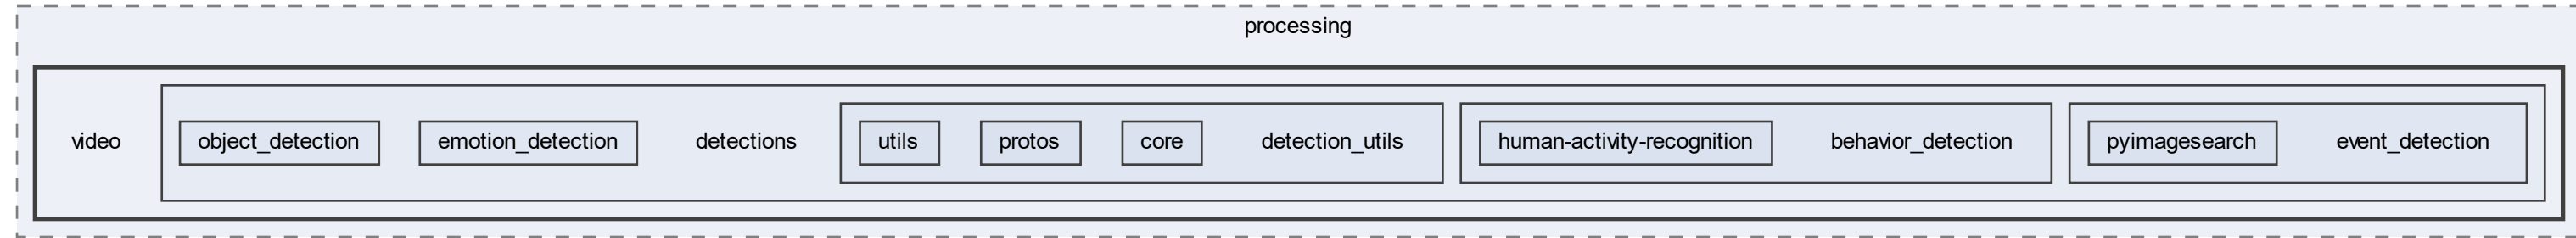 processing
video
object_detection
emotion_detection
detections
utils
protos
core
detection_utils
human-activity-recognition
behavior_detection
pyimagesearch
event_detection